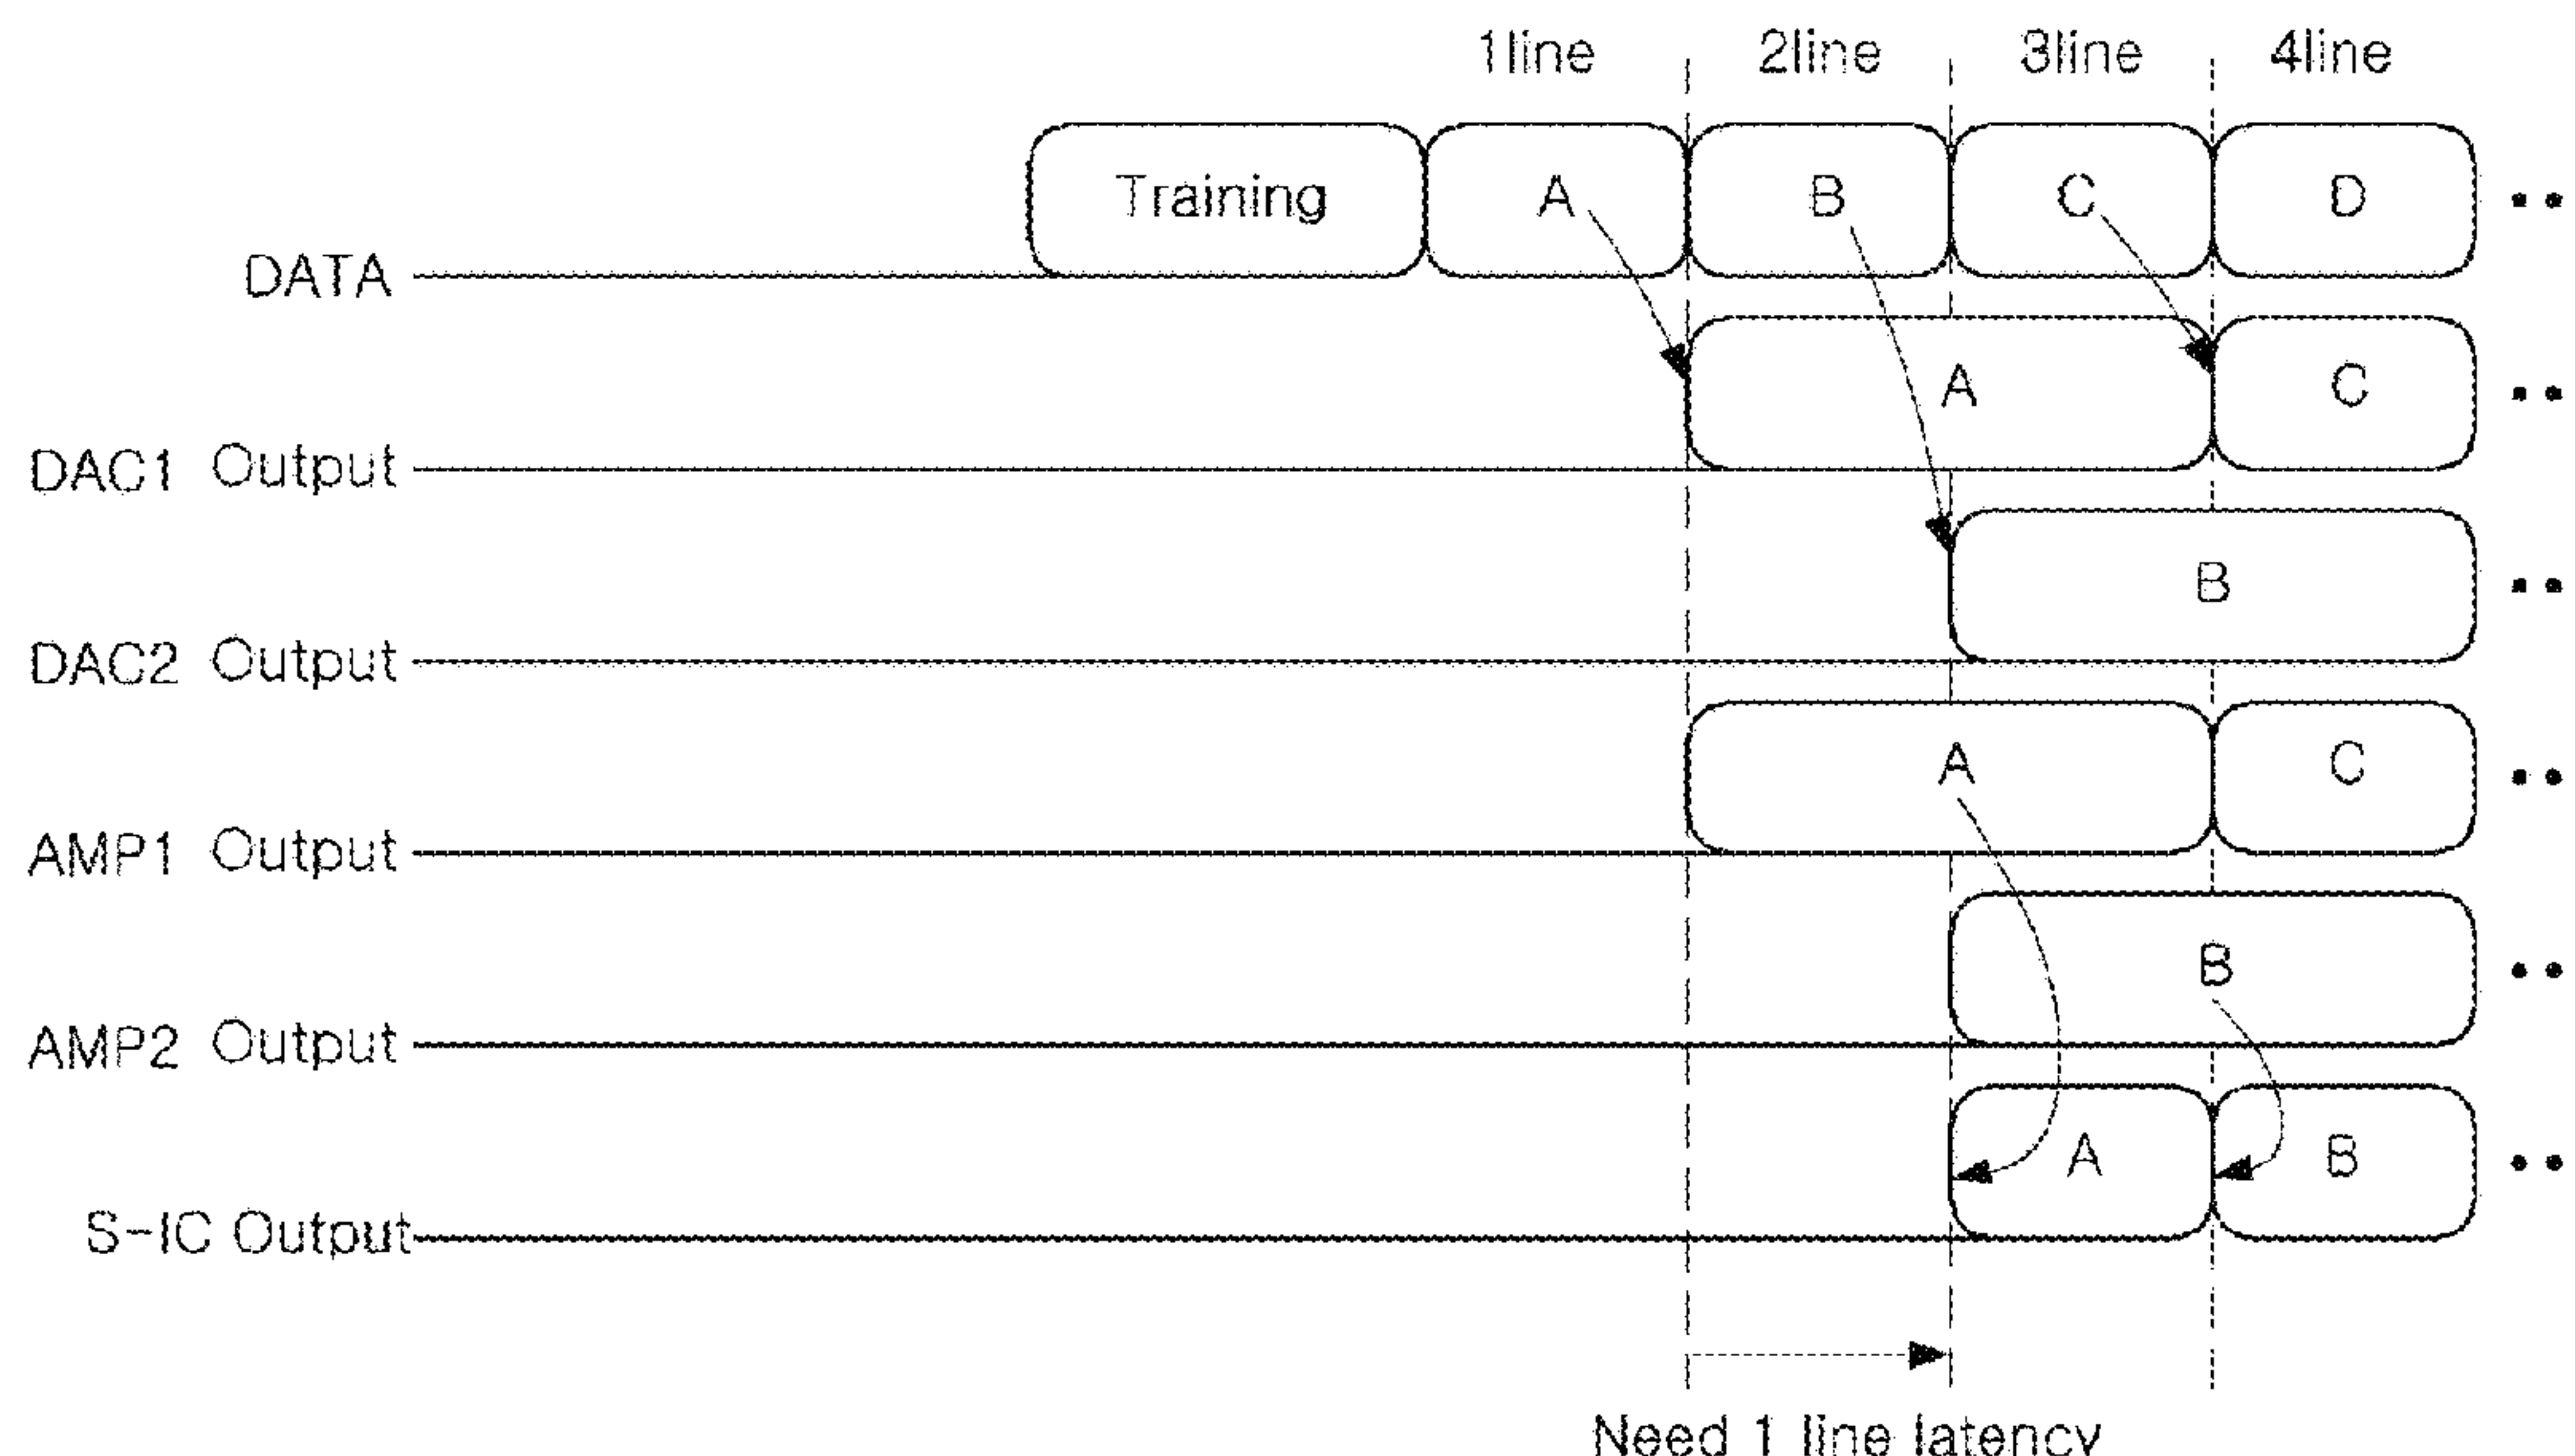 1line 2line 3line 4line
Training A B C D ..
DATA
A C ..
DAC1 Output
B ..
DAC2 Output
A C ..
AMP1 Output
B ..
AMP2 Output
A B ..
S-IC Output
Need 1 line latency